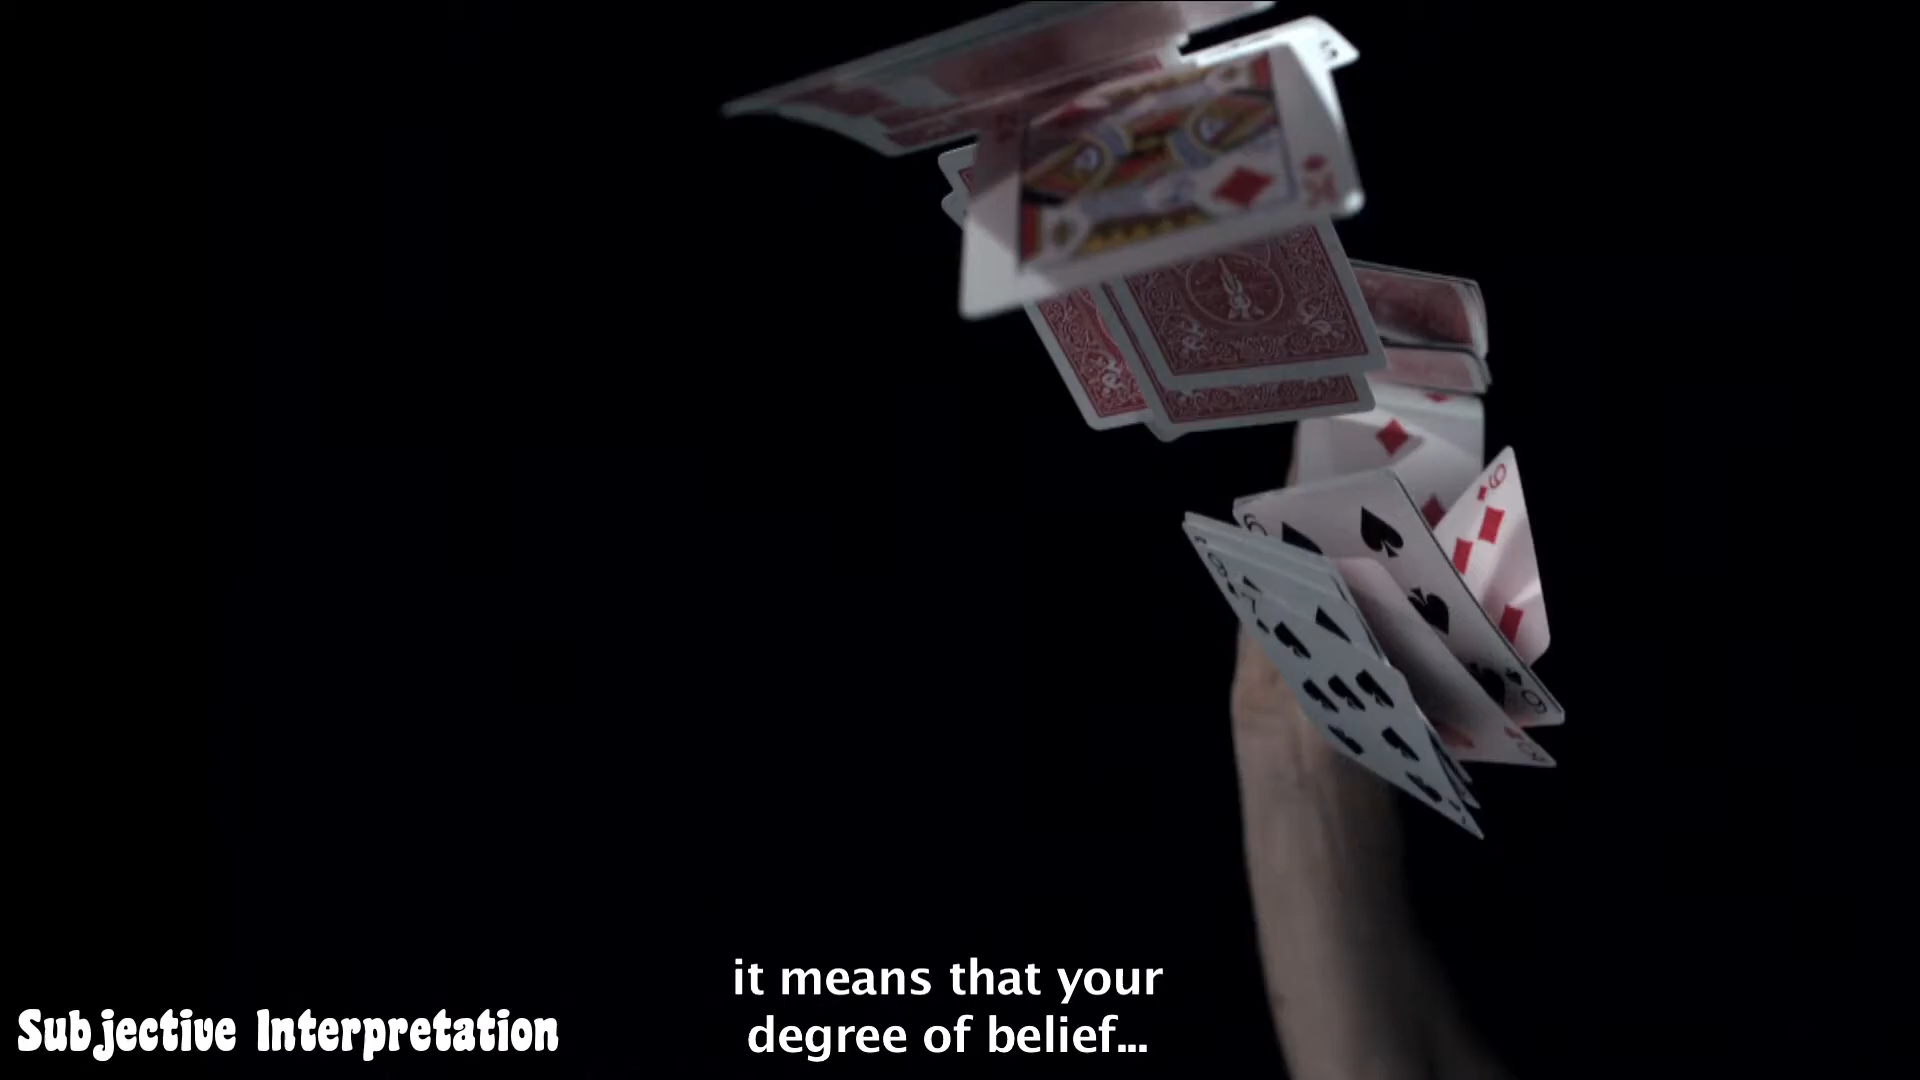 it means that your
degree of belief...
Subjective Interpretation